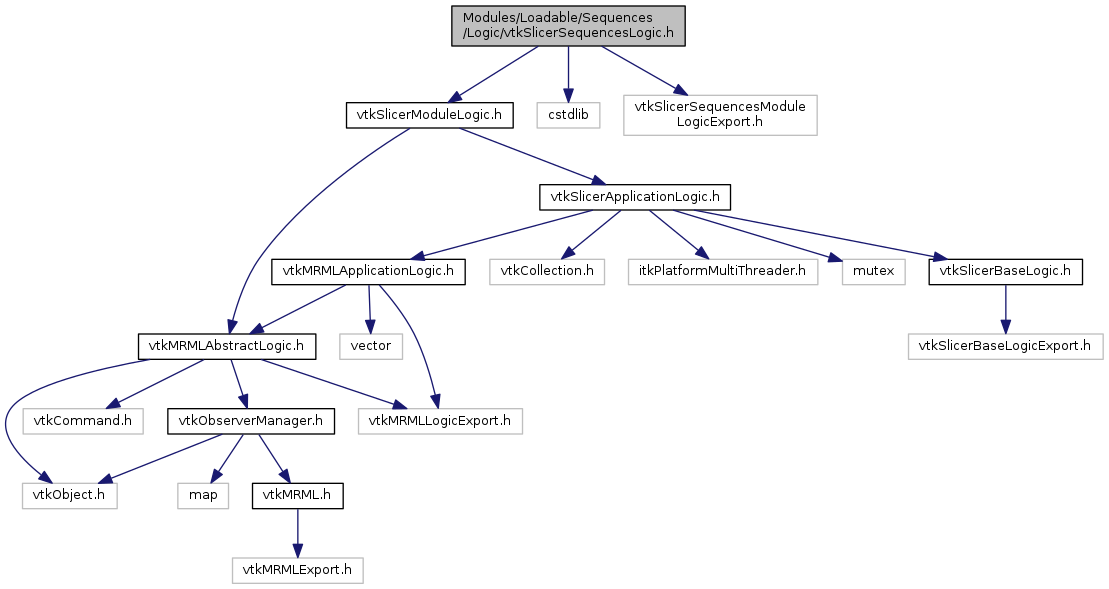 Modules/Loadable/Sequences
/Logic/vtkSlicerSequencesLogic.h
vtkSlicerModuleLogic.h
cstdlib
vtkSlicerSequencesModule
LogicExport.h
vtkSlicerApplicationLogic.h
vtkMRMLApplicationLogic.h
vtkCollection.h
itkPlatformMultiThreader.h
mutex
vtkSlicerBaseLogic.h
vtkMRMLAbstractLogic.h
vector
vtkSlicerBaseLogicExport.h
vtkCommand.h
vtkObserverManager.h
vtkMRMLLogicExport.h
vtkObject.h
map
vtkMRML.h
vtkMRMLExport.h